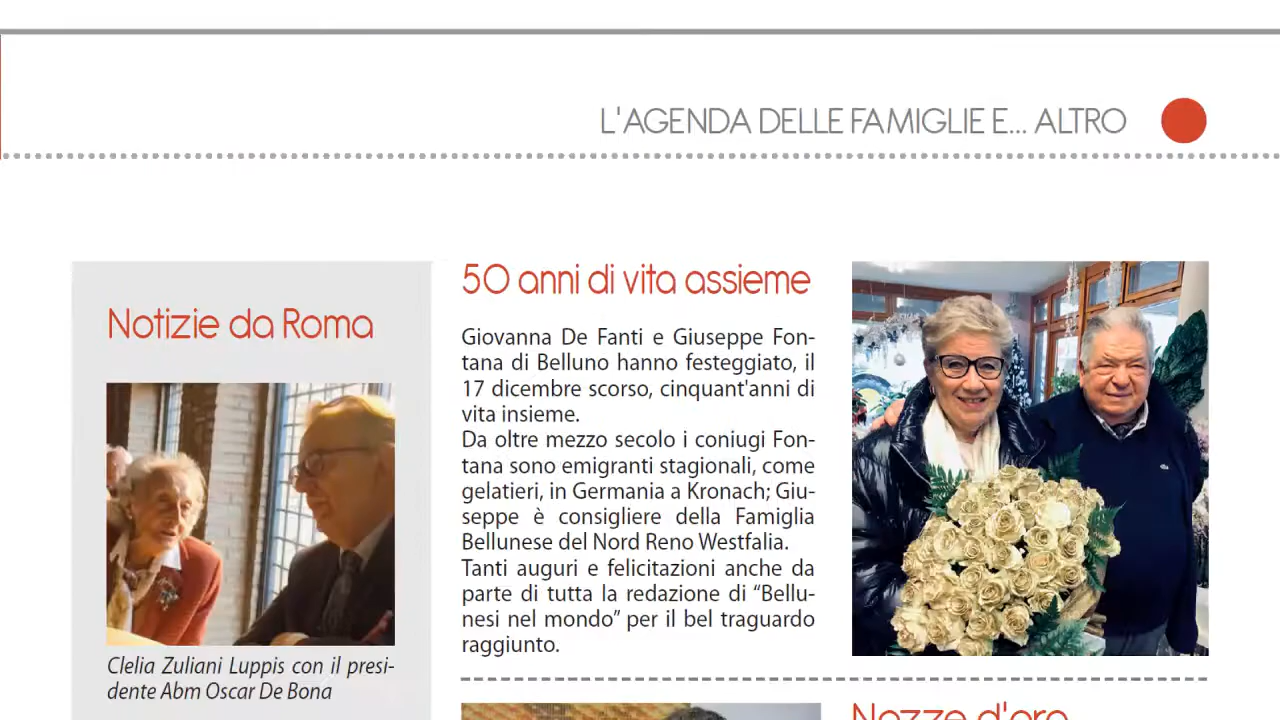 L'AGENDA DELLE FAMIGLIE E... ALTRO
Notizie da Roma
Clelia Zuliani Luppis con il presi-
dente Abm Oscar De Bona
50 anni di vita assieme
Giovanna De Fanti e Giuseppe Fon-
tana di Belluno hanno festeggiato, il
17 dicembre scorso, cinquant'anni di
vita insieme.
Da oltre mezzo secolo i coniugi Fon-
tana sono emigranti stagionali, come
gelatieri, in Germania a Kronach; Giu-
seppe è consigliere della Famiglia
Bellunese del Nord Reno Westfalia.
Tanti auguri e felicitazioni anche da
parte di tutta la redazione di “Bellu-
nesi nel mondo” per il bel traguardo
raggiunto.
Nozze d'oro